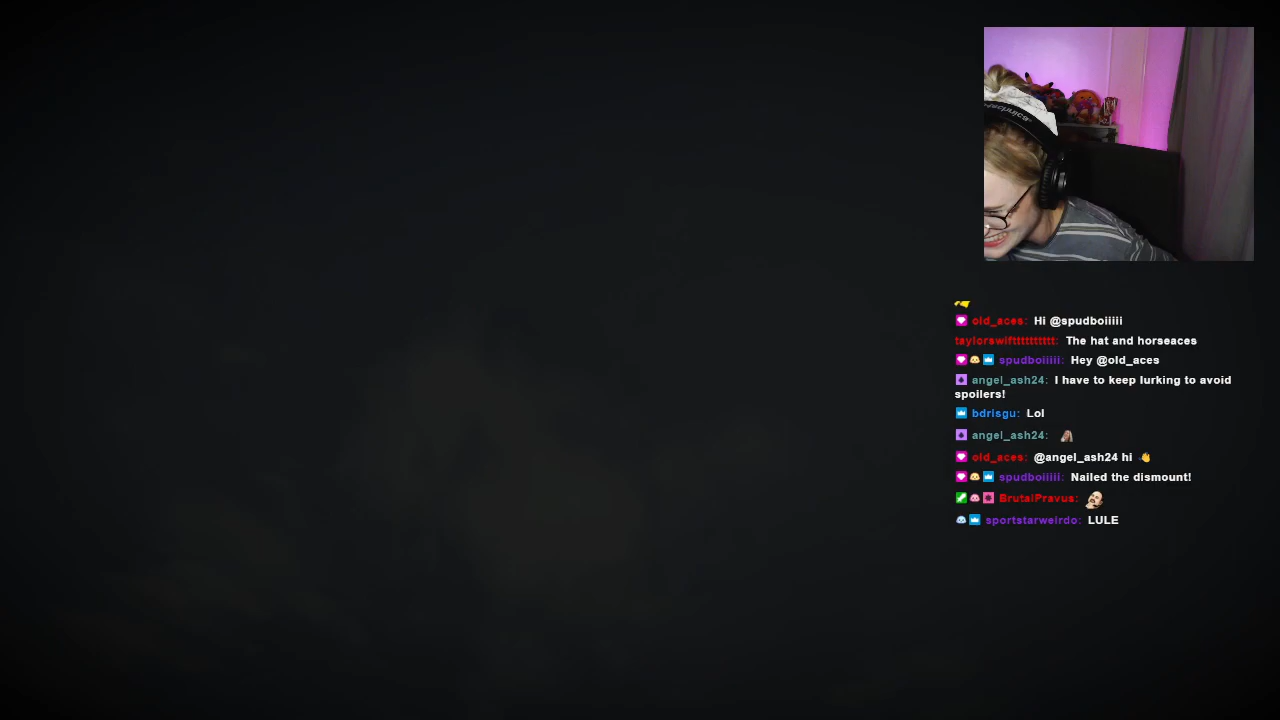 old_aces: Hi @spudboiiiii
taylorswiftttttttttt: The hat and horseaces
spudboiiiii: Hey @old_aces
angel_ash24: I have to keep lurking to avoid
spoilers!
bdrisgu: Lol
angel_ash24:
old_aces: @angel_ash24 hi 👋
spudboiiiii: Nailed the dismount!
BrutalPravus:
sportstarweirdo: LULE